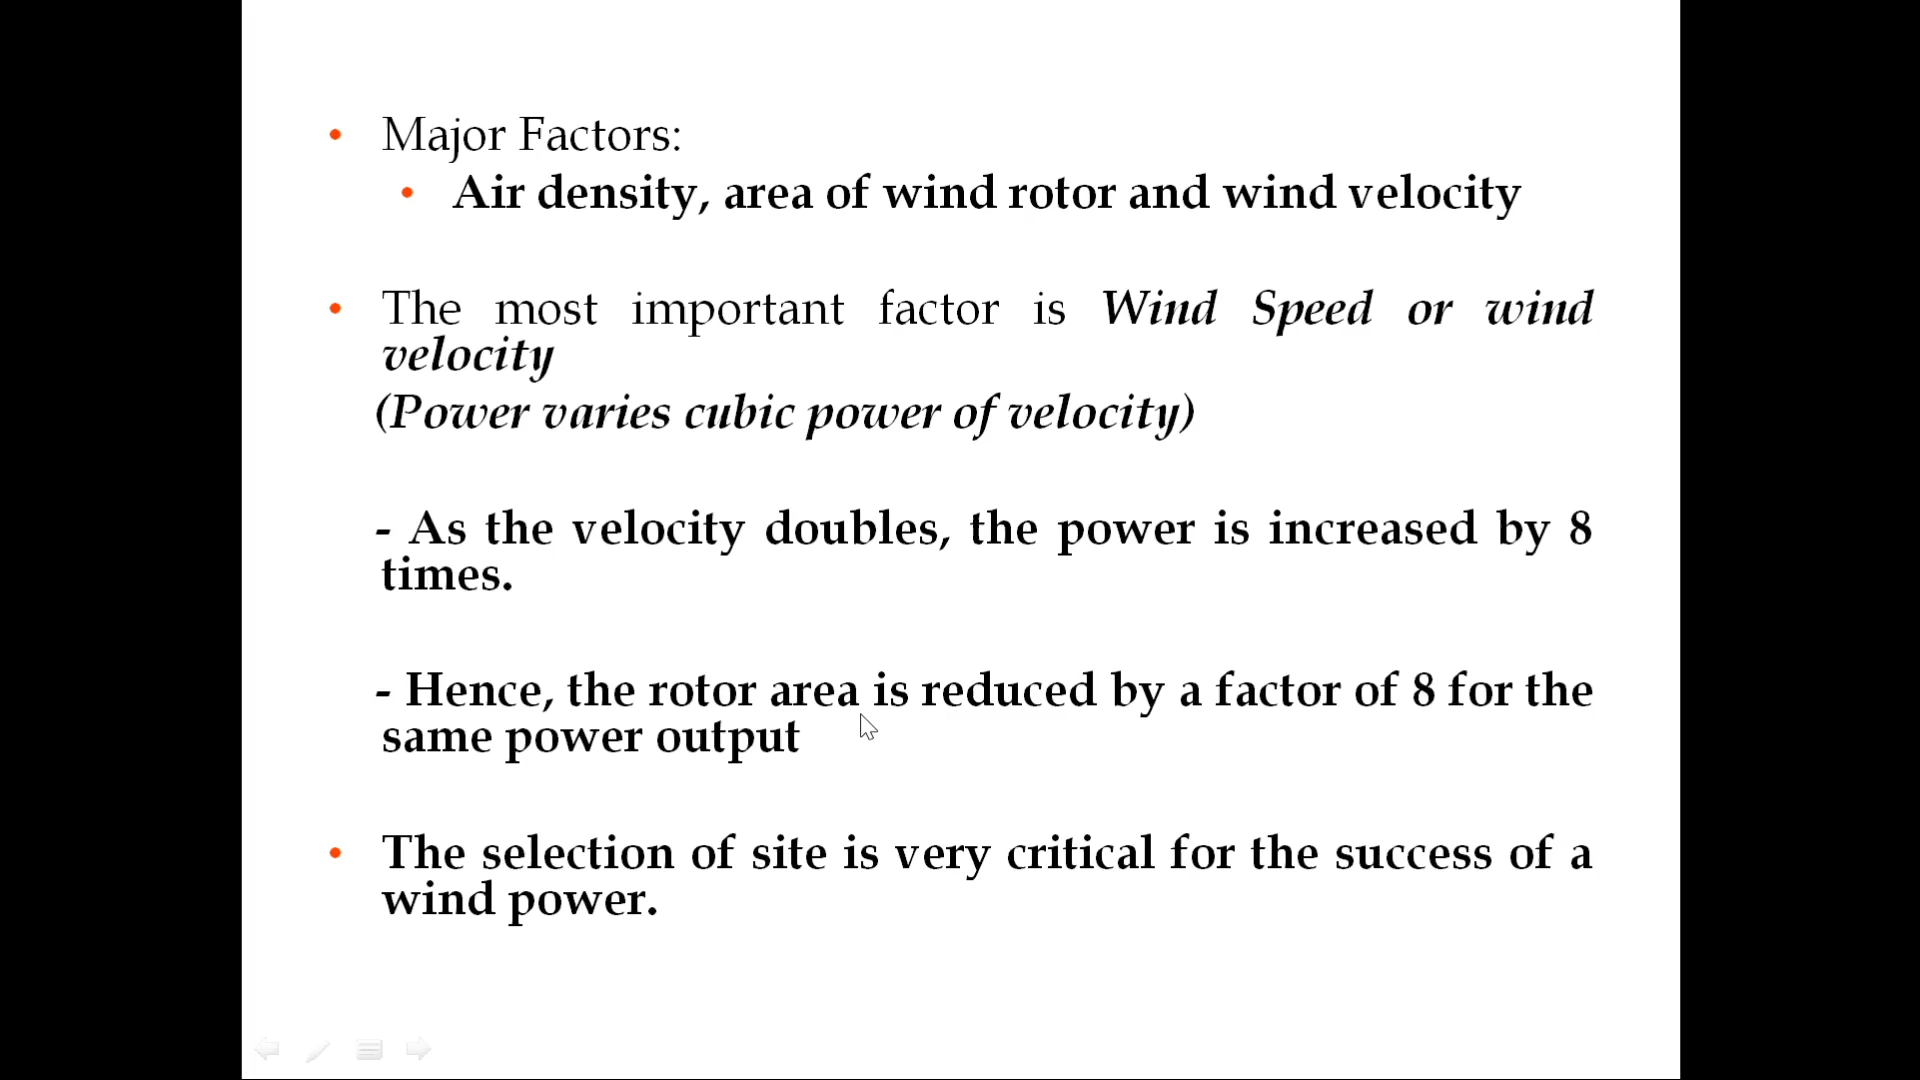 • Major Factors:
• Air density, area of wind rotor and wind velocity
• The most important factor is Wind Speed or wind
velocity
(Power varies cubic power of velocity)
- As the velocity doubles, the power is increased by 8
times.
- Hence, the rotor area is reduced by a factor of 8 for the
same power output
• The selection of site is very critical for the success of a
wind power.